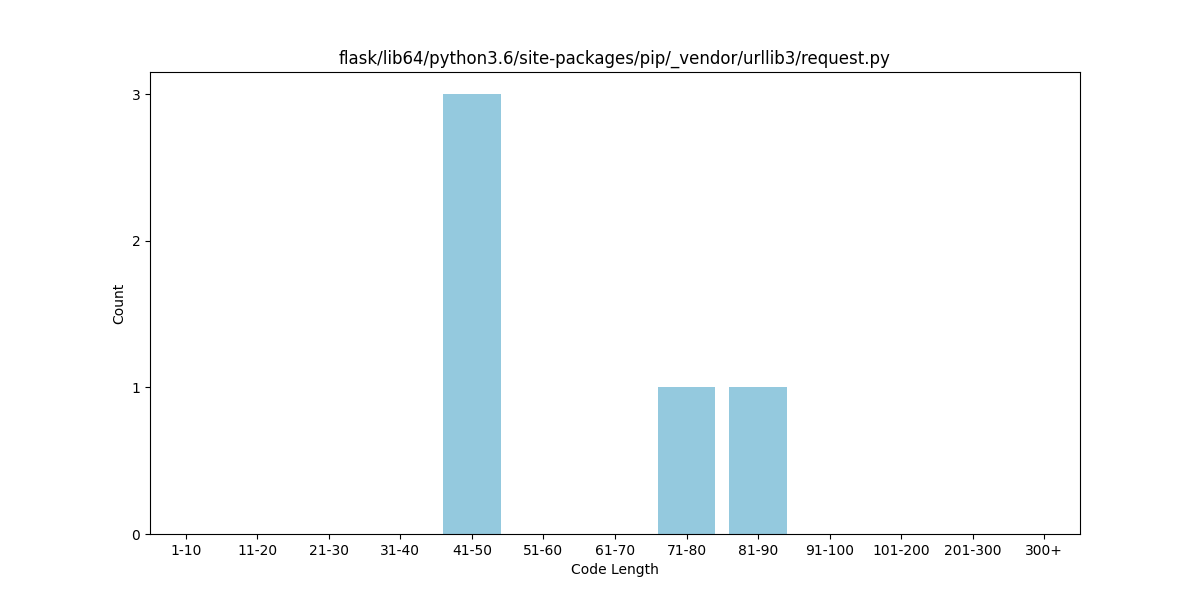 flask/lib64/python3.6/site-packages/pip/_vendor/urllib3/request.py
3
2
1
0
Count
1-10 11-20 21-30 31-40 41-50 51-60 61-70 71-80 81-90 91-100 101-200 201-300 300+
Code Length